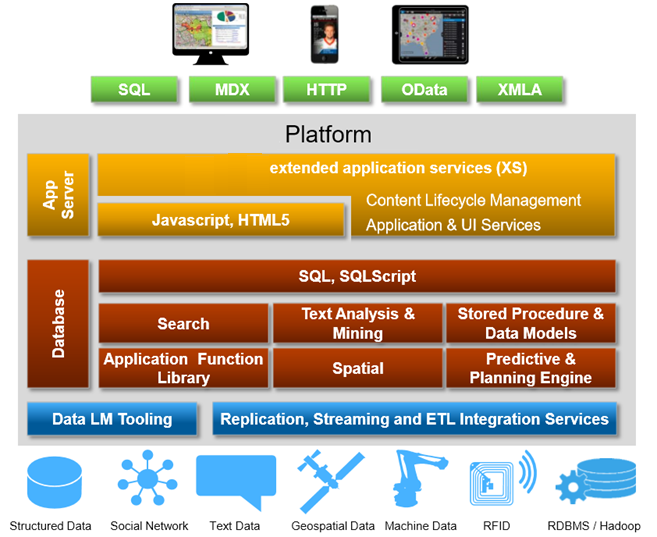 SQL
MDX
HTTP
OData
XMLA
Platform
App
Server
extended application services (XS)
Javascript, HTML5
Content Lifecycle Management
Application & UI Services
Database
SQL, SQLScript
Search
Text Analysis &
Mining
Stored Procedure &
Data Models
Application Function
Library
Spatial
Predictive &
Planning Engine
Data LM Tooling
Replication, Streaming and ETL Integration Services
Structured Data
Social Network
Text Data
Geospatial Data
Machine Data
RFID
RDBMS / Hadoop